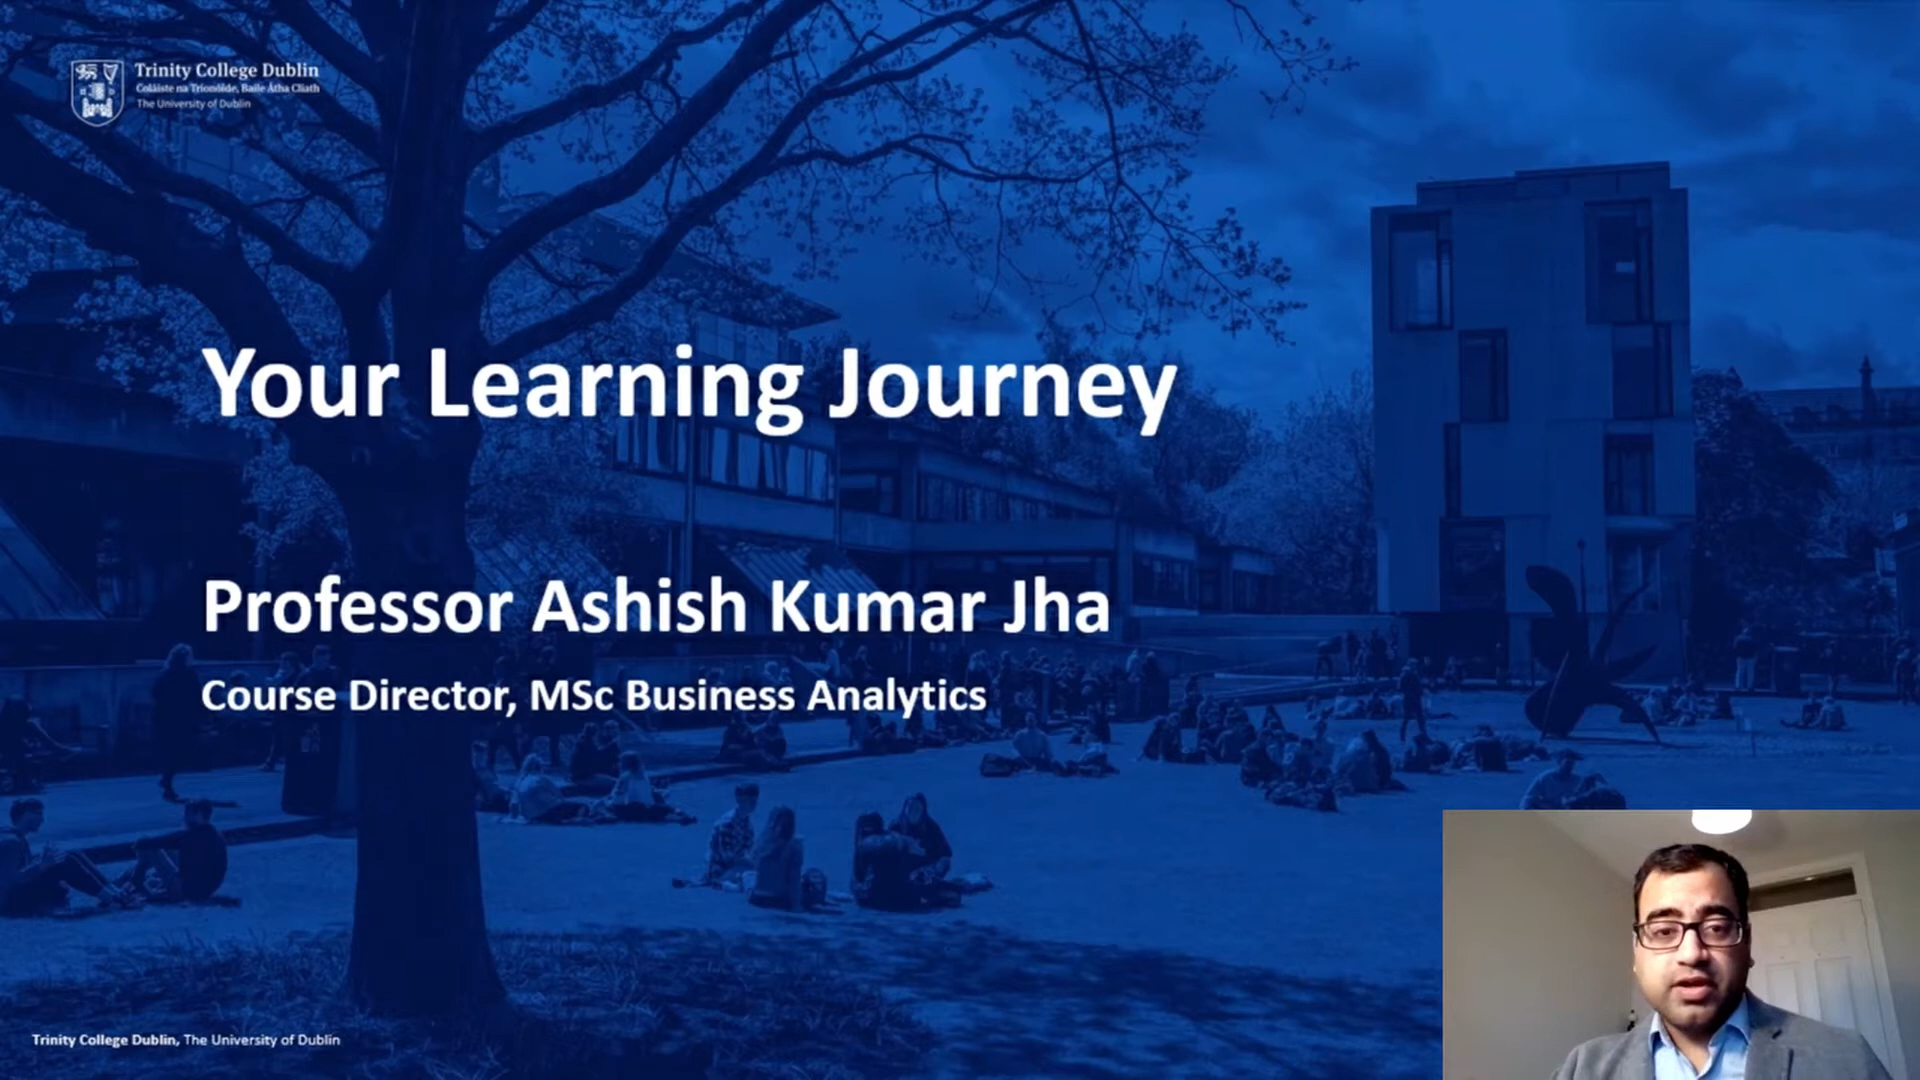 Trinity College Dublin
Coláiste na Tríonóide, Baile Átha Cliath
The University of Dublin
Your Learning Journey
Professor Ashish Kumar Jha
Course Director, MSc Business Analytics
Trinity College Dublin, The University of Dublin